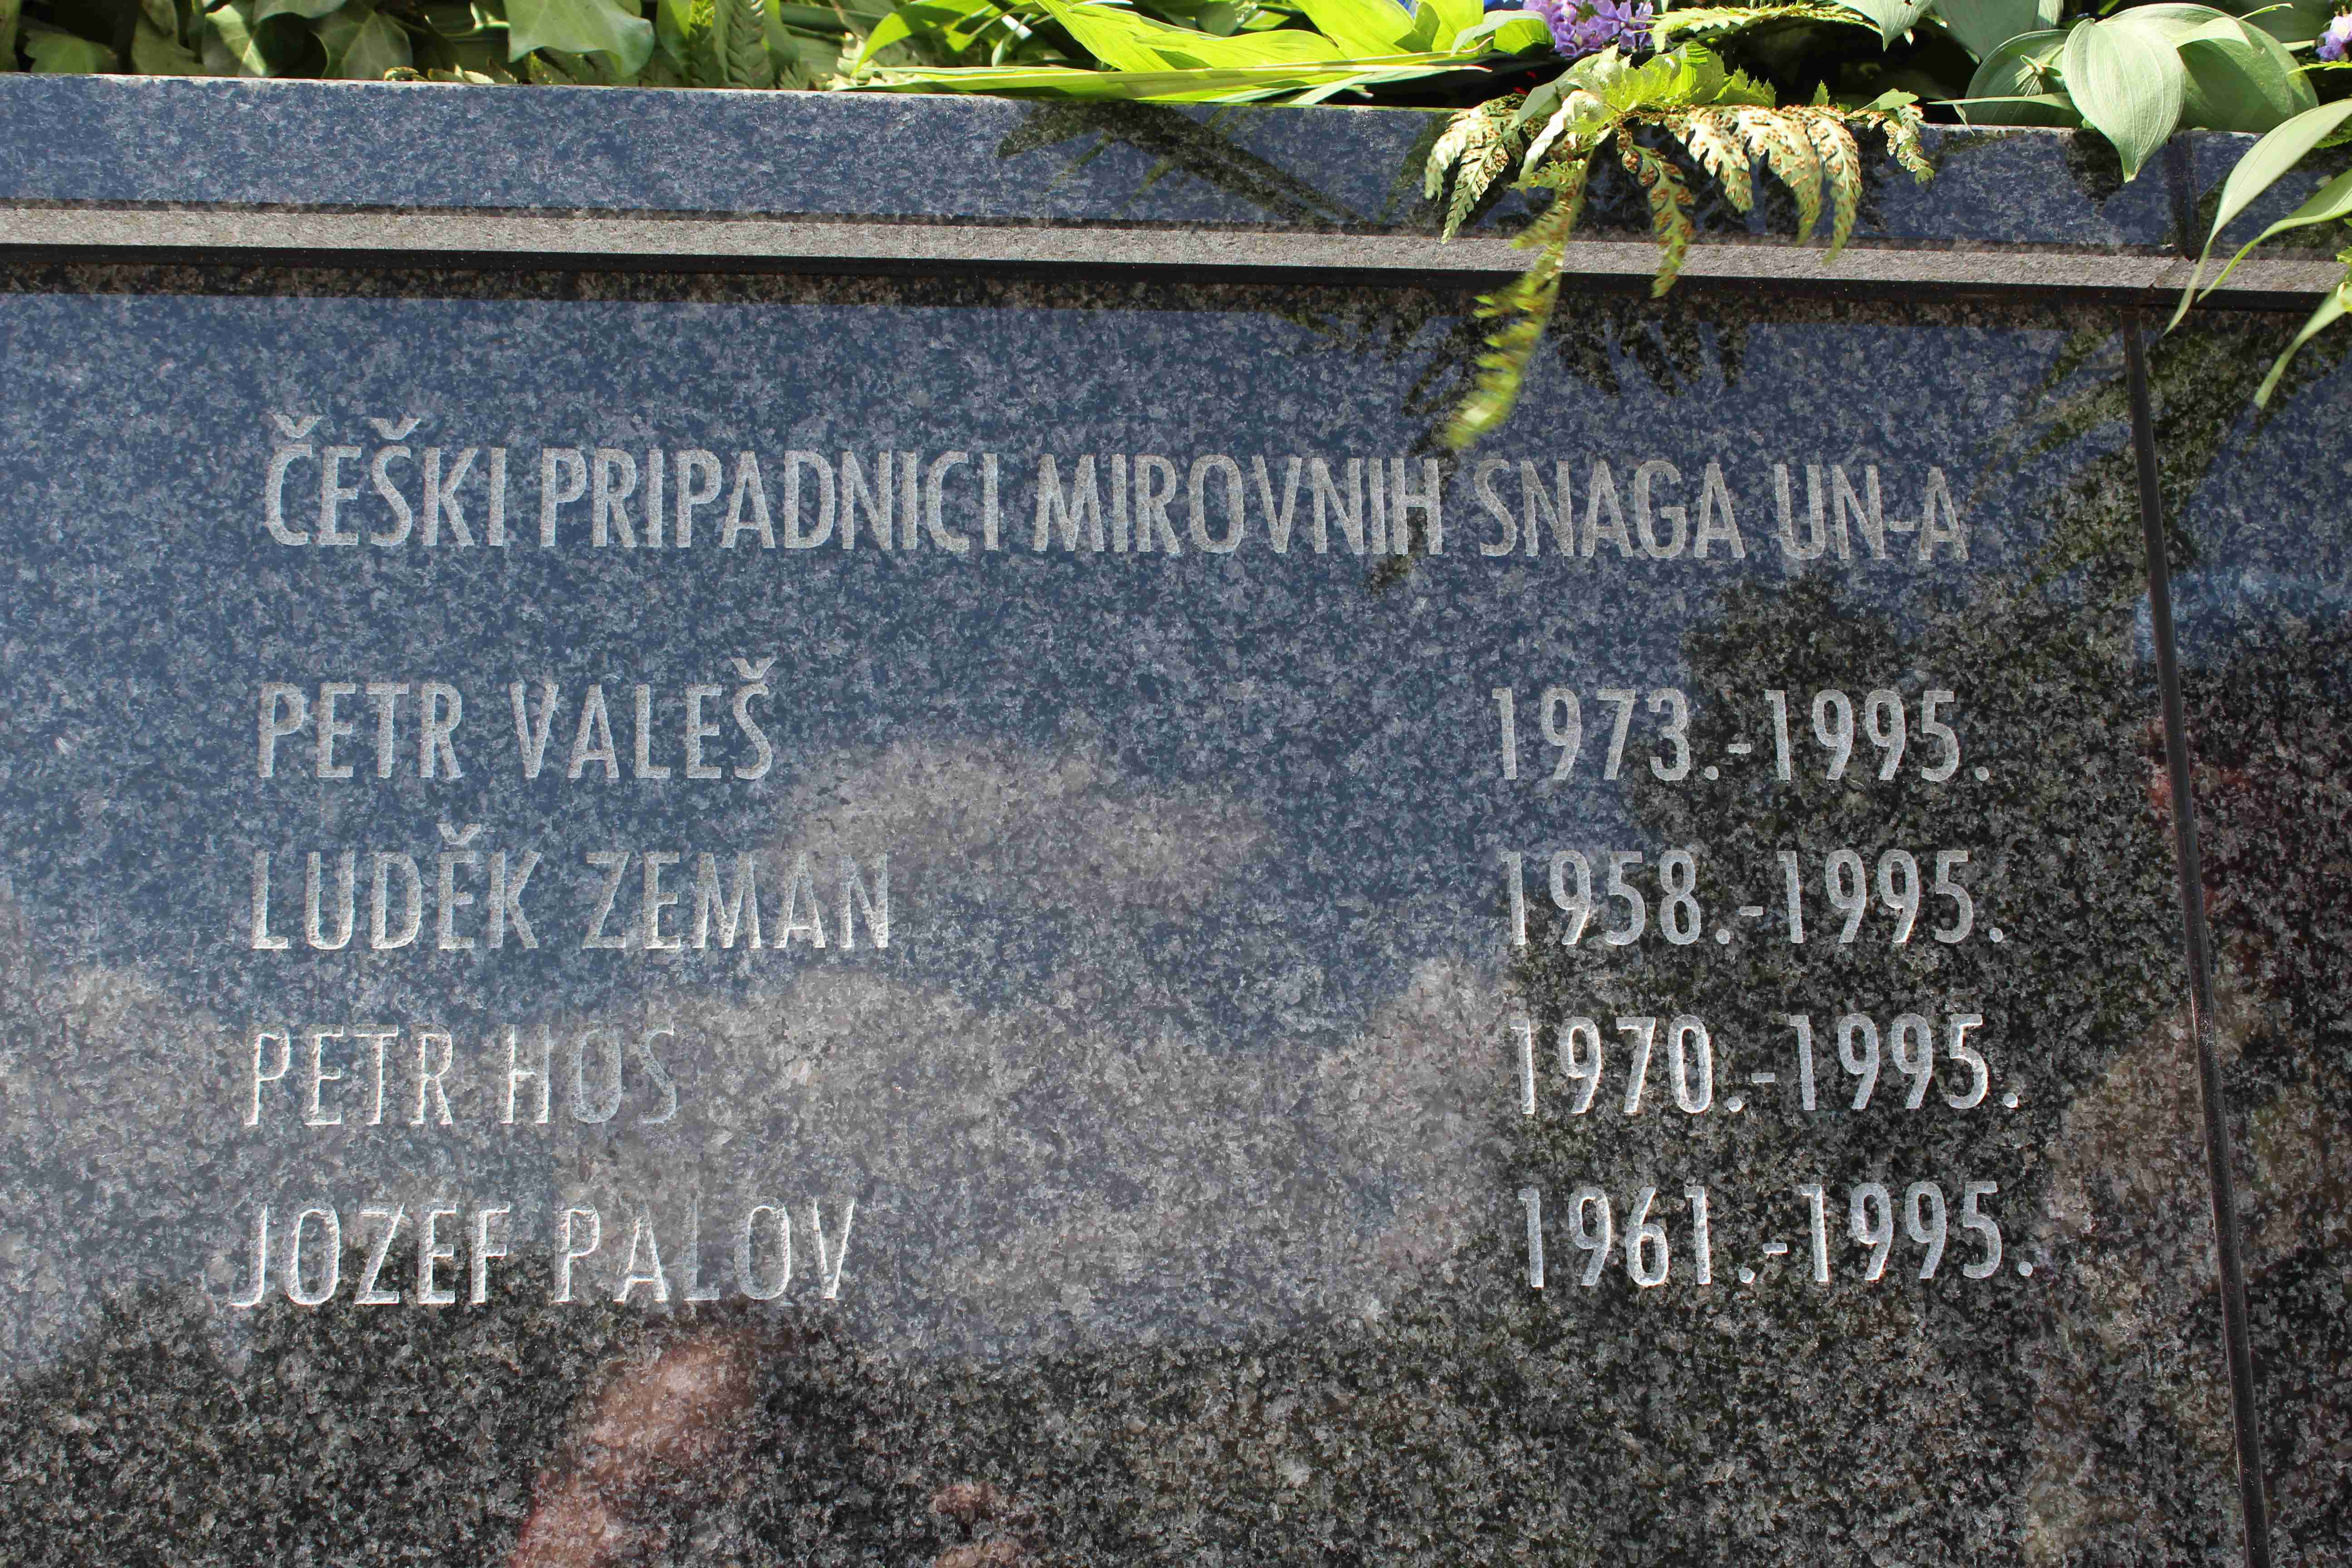 ČEŠKI PRIPADNICI MIROVNIH SNAGA UN-A
PETR VALEŠ 1973.-1995.
LUDĚK ZEMAN 1958.-1995.
PETR HOS 1970.-1995.
JOZEF PALOV 1961.-1995.